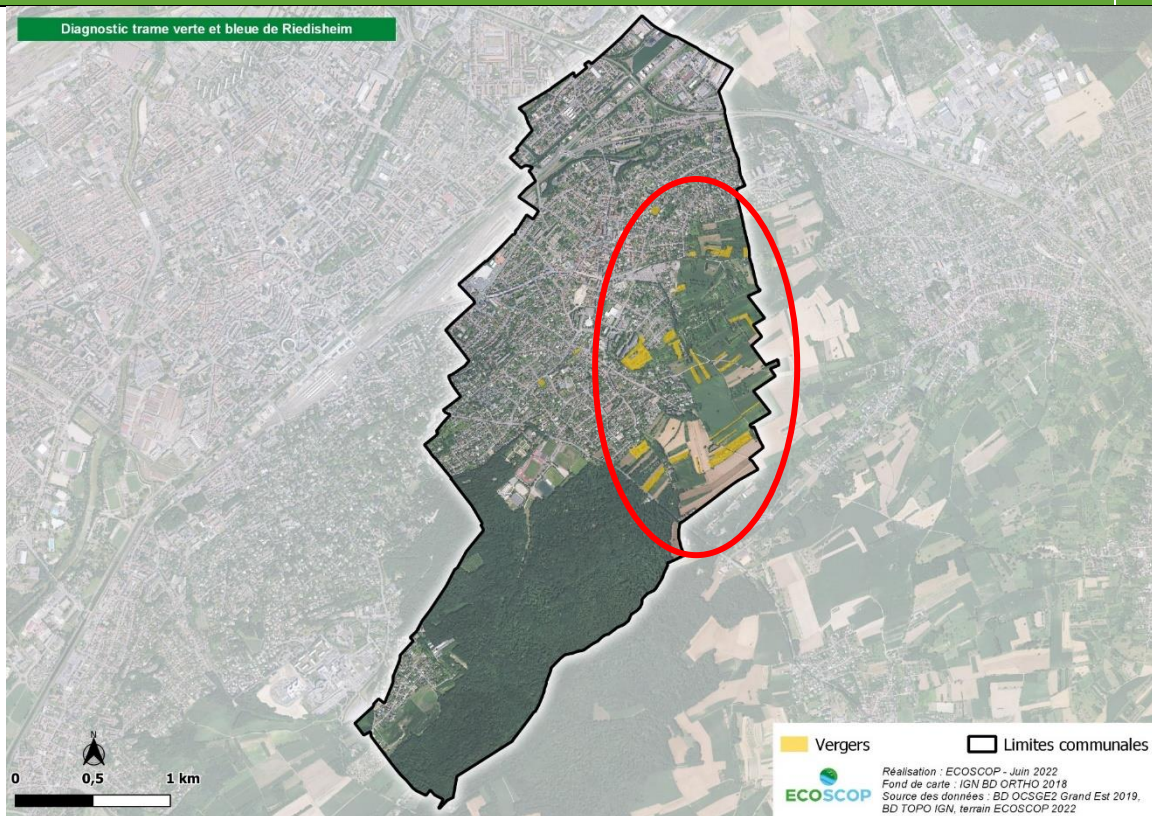 Diagnostic trame verte et bleue de Riedisheim
N
0 0,5 1 km
Vergers Limites communales
ECOSCOP
Réalisation : ECOSCOP - Juin 2022
Fond de carte : IGN BD ORTHO 2018
Source des données : BD OCSGE2 Grand Est 2019,
BD TOPO IGN, terrain ECOSCOP 2022